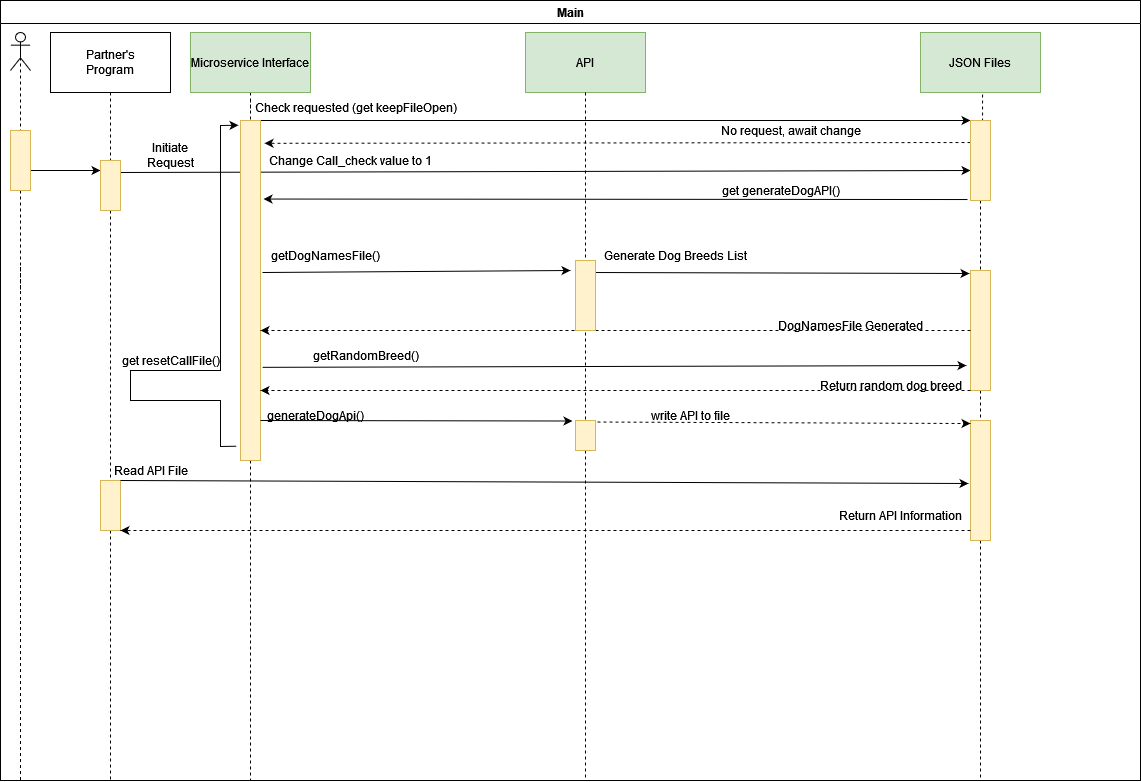 Main
Partner's
Program
Microservice Interface
API
JSON Files
Check requested (get keepFileOpen)
No request, await change
Initiate
Request
Change Call_check value to 1
get generateDogAPI()
getDogNamesFile()
Generate Dog Breeds List
DogNamesFile Generated
getRandomBreed()
get resetCallFile()
Return random dog breed
generateDogApi()
write API to file
Read API File
Return API Information